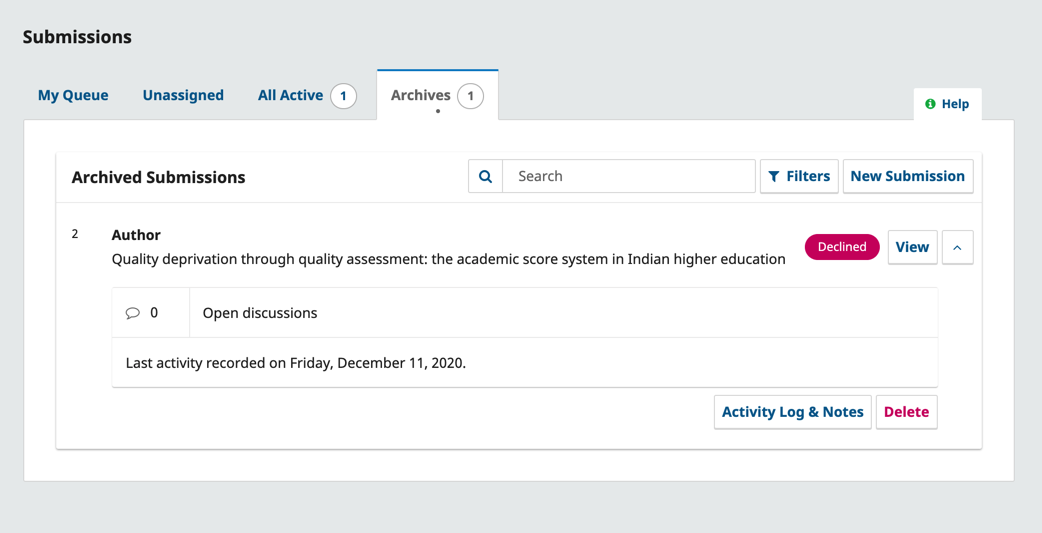 Submissions
My Queue Unassigned All Active 1 Archives 1
Help
Archived Submissions Search Filters New Submission
2 Author
Quality deprivation through quality assessment: the academic score system in Indian higher education
Declined View
0 Open discussions
Last activity recorded on Friday, December 11, 2020.
Activity Log & Notes Delete